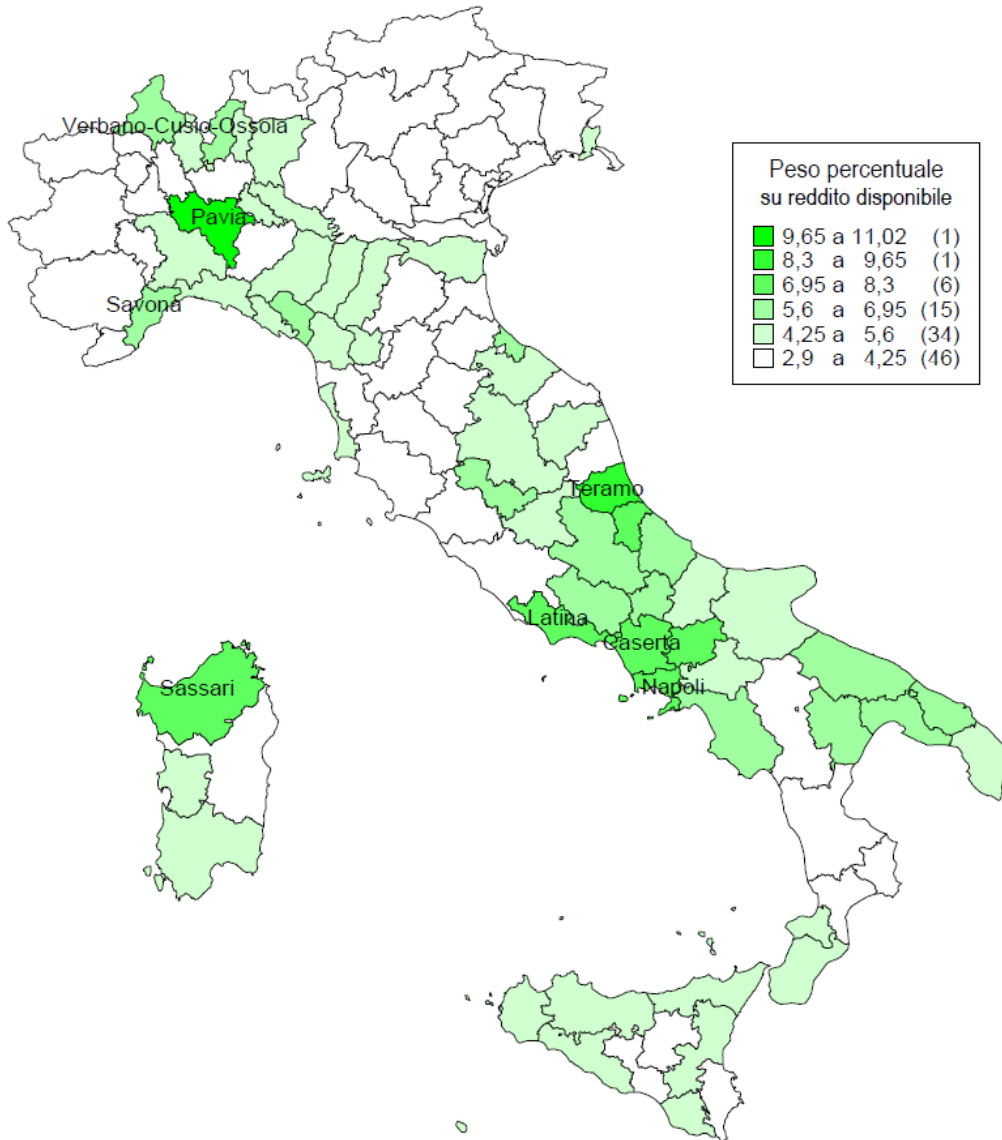 Verbano-Cusio-Ossola
Pavia
Savona
Teramo
Latina
Caserta
Napoli
Sassari
Peso percentuale
su reddito disponibile
9,65 a 11,02 (1)
8,3 a 9,65 (1)
6,95 a 8,3 (6)
5,6 a 6,95 (15)
4,25 a 5,6 (34)
2,9 a 4,25 (46)